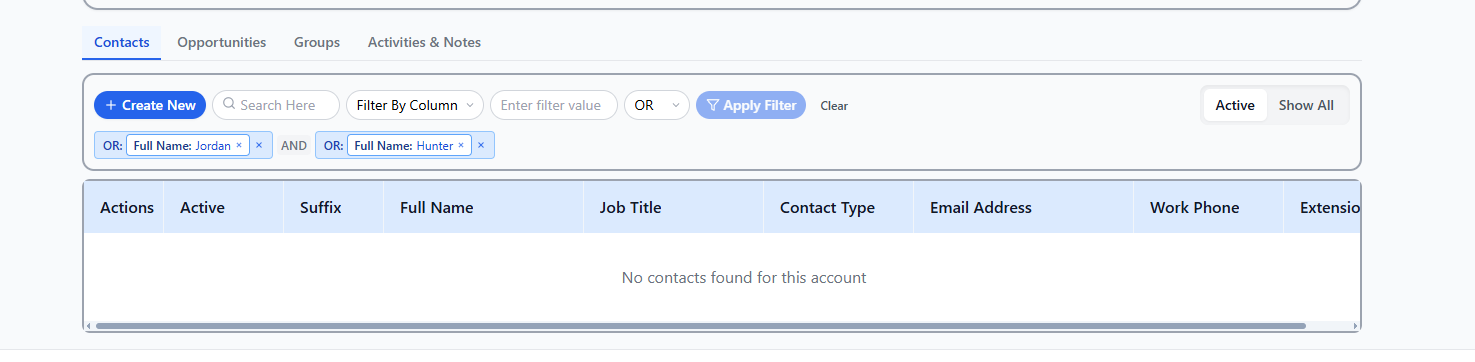 Contacts Opportunities Groups Activities & Notes
+ Create New Search Here Filter By Column Enter filter value OR Apply Filter Clear Active Show All
OR: Full Name: Jordan × × AND OR: Full Name: Hunter × ×
Actions Active Suffix Full Name Job Title Contact Type Email Address Work Phone Extensio
No contacts found for this account